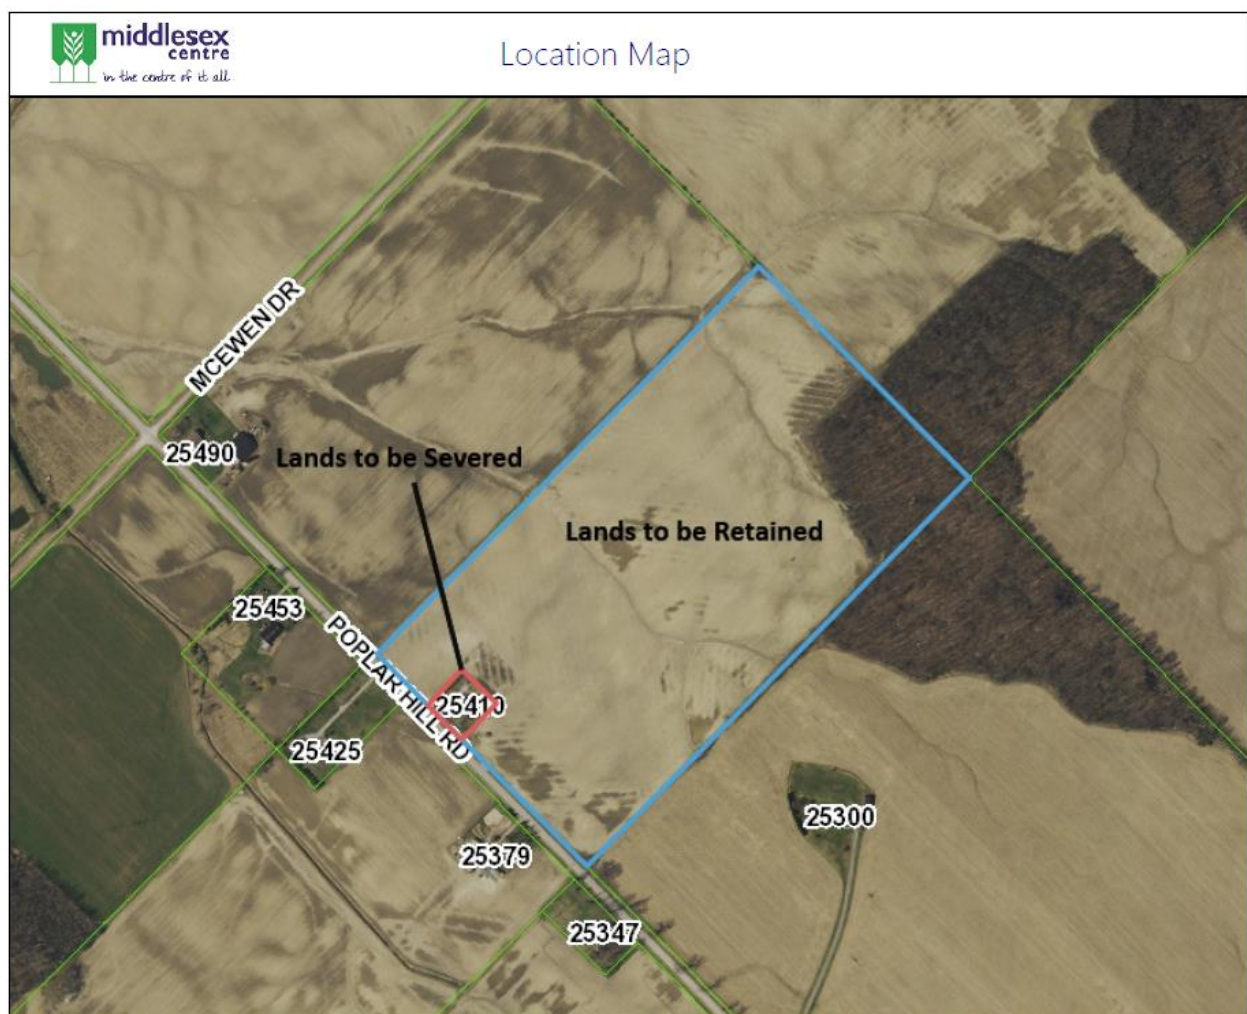 middlesex
centre
in the centre of it all
Location Map
MCEWEN DR
25490
Lands to be Severed
Lands to be Retained
25453
POPLAR HILL RD
25410
25425
25300
25379
25347